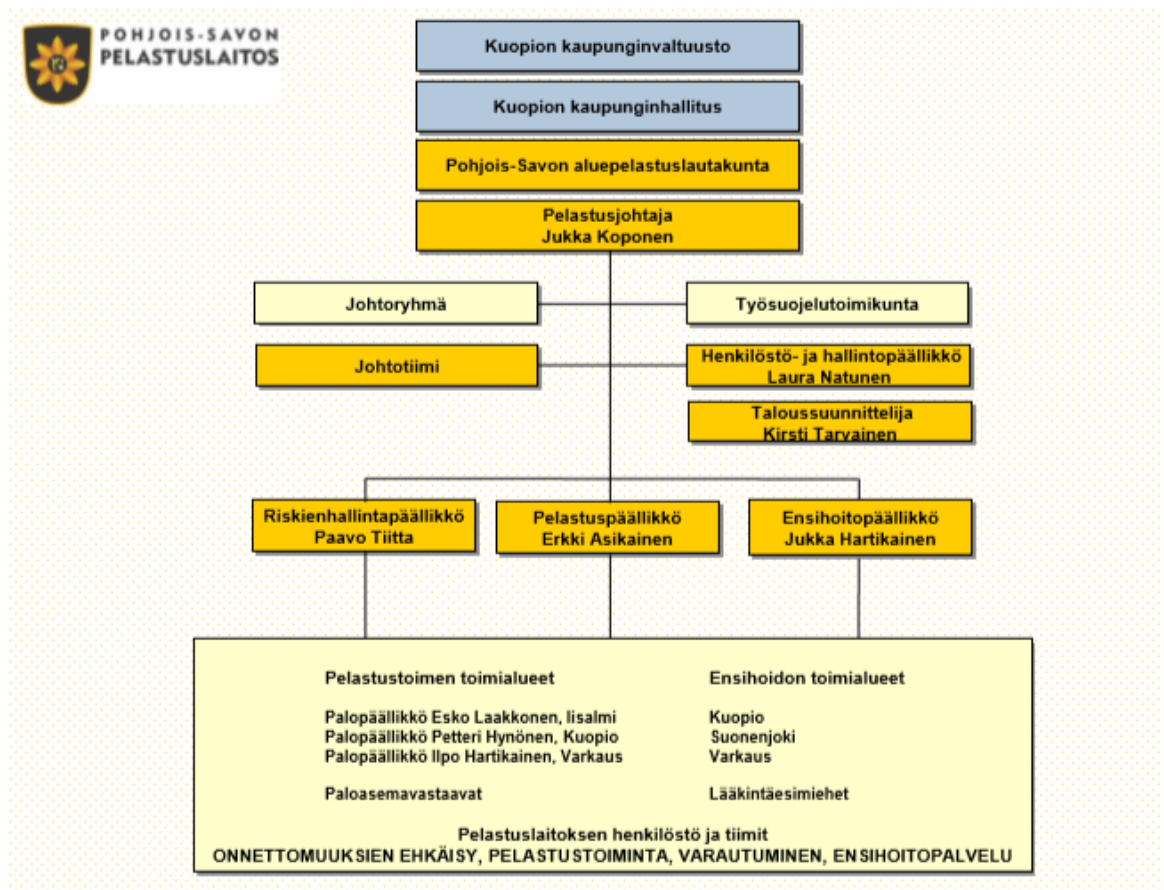 POHJOIS-SAVON
PELASTUSLAITOS
Kuopion kaupunginvaltuusto
Kuopion kaupunginhallitus
Pohjois-Savon aluepelastuslautakunta
Pelastusjohtaja
Jukka Koponen
Johtoryhmä
Työsuojelutoimikunta
Johtotiimi
Henkilöstö- ja hallintopäällikkö
Laura Natunen
Taloussuunnittelija
Kirsti Tarvainen
Riskienhallintapäällikkö
Paavo Tiitta
Pelastuspäällikkö
Erkki Asikainen
Ensihoitopäällikkö
Jukka Hartikainen
Pelastustoimen toimialueet
Palopäällikkö Esko Laakkonen, Iisalmi
Palopäällikkö Petteri Hynönen, Kuopio
Palopäällikkö Ilpo Hartikainen, Varkaus
Paloasemavastaavat
Ensihoidon toimialueet
Kuopio
Suonenjoki
Varkaus
Lääkintäesimiehet
Pelastuslaitoksen henkilöstö ja tiimit
ONNETTOMUUKSIEN EHKÄISY, PELASTUSTOIMINTA, VARAUTUMINEN, ENSIHOITOPALVELU